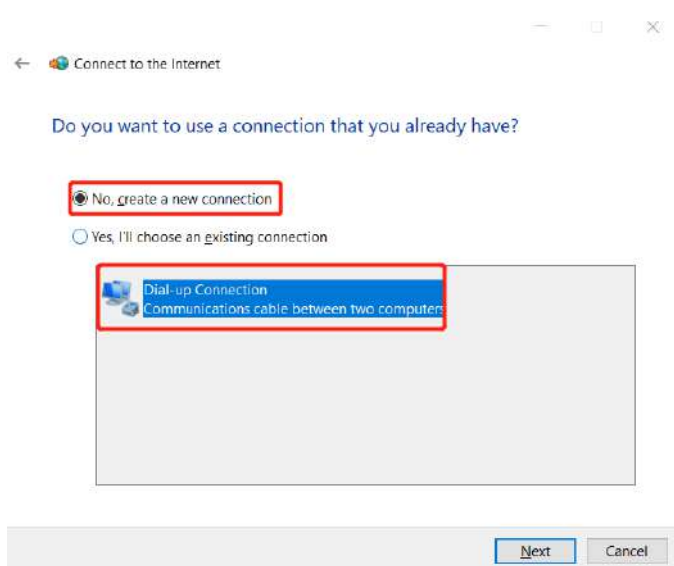 Connect to the Internet
Do you want to use a connection that you already have?
No, create a new connection
Yes, I'll choose an existing connection
Dial-up Connection
Communications cable between two computers
Next
Cancel